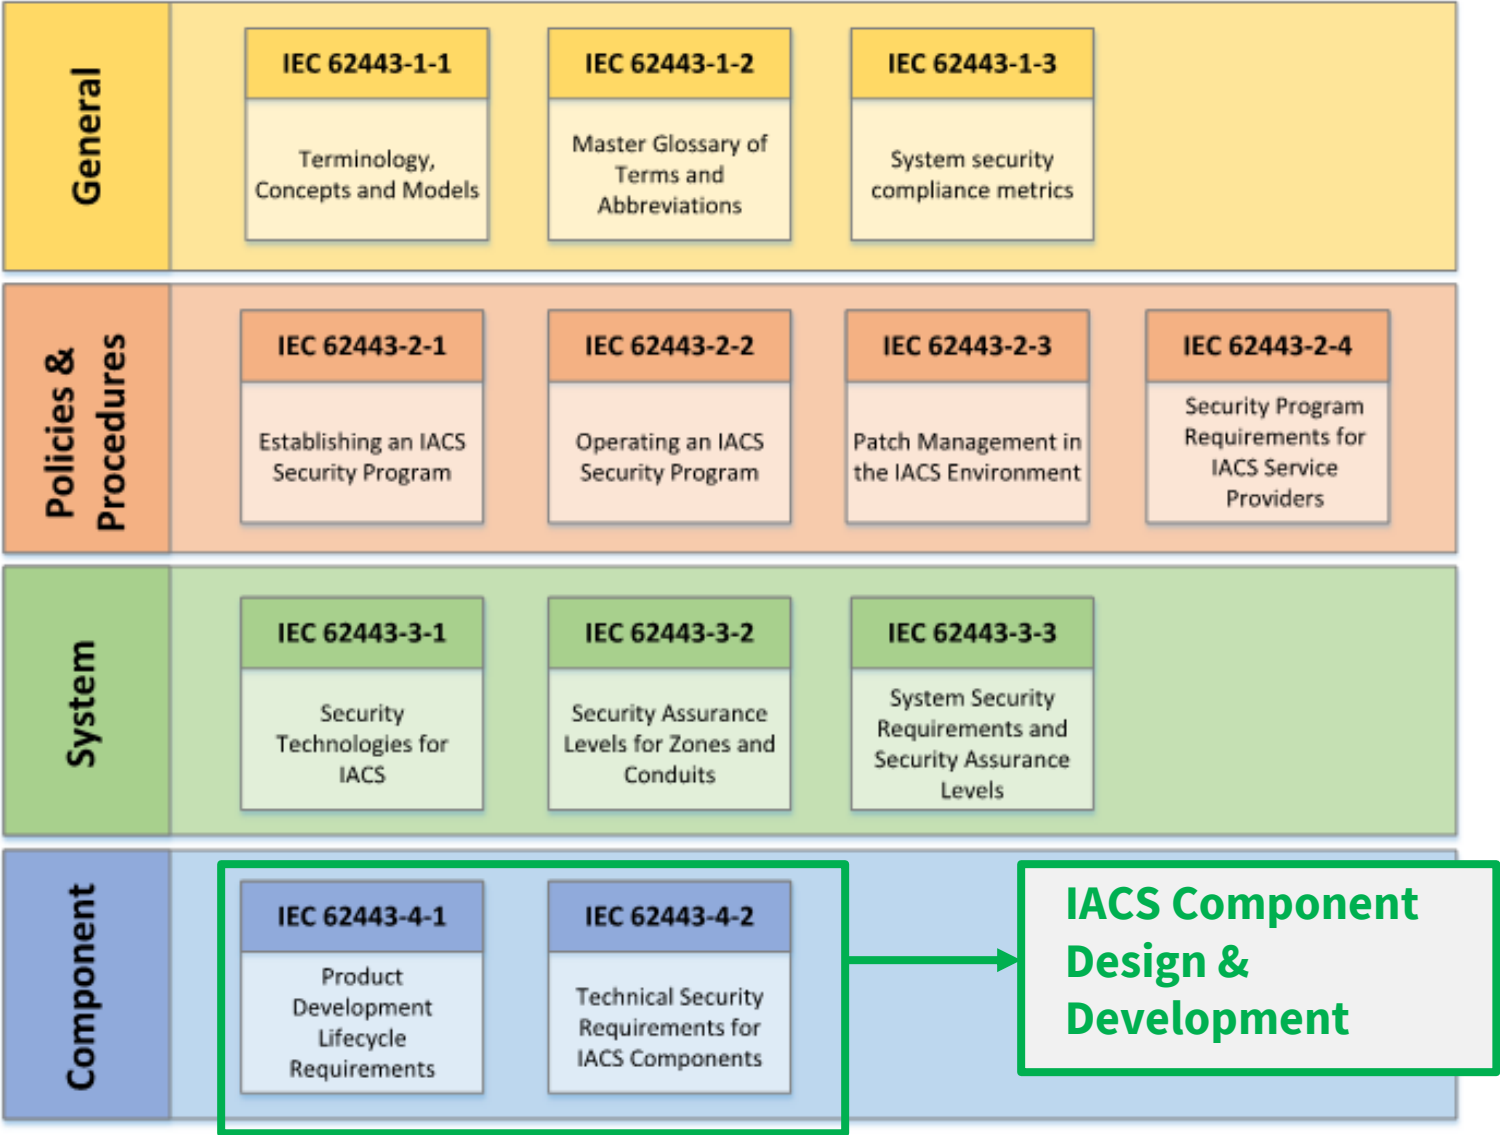 General
IEC 62443-1-1
Terminology,
Concepts and Models
IEC 62443-1-2
Master Glossary of
Terms and
Abbreviations
IEC 62443-1-3
System security
compliance metrics
Policies &
Procedures
IEC 62443-2-1
Establishing an IACS
Security Program
IEC 62443-2-2
Operating an IACS
Security Program
IEC 62443-2-3
Patch Management in
the IACS Environment
IEC 62443-2-4
Security Program
Requirements for
IACS Service
Providers
System
IEC 62443-3-1
Security
Technologies for
IACS
IEC 62443-3-2
Security Assurance
Levels for Zones and
Conduits
IEC 62443-3-3
System Security
Requirements and
Security Assurance
Levels
Component
IEC 62443-4-1
Product
Development
Lifecycle
Requirements
IEC 62443-4-2
Technical Security
Requirements for
IACS Components
IACS Component
Design &
Development